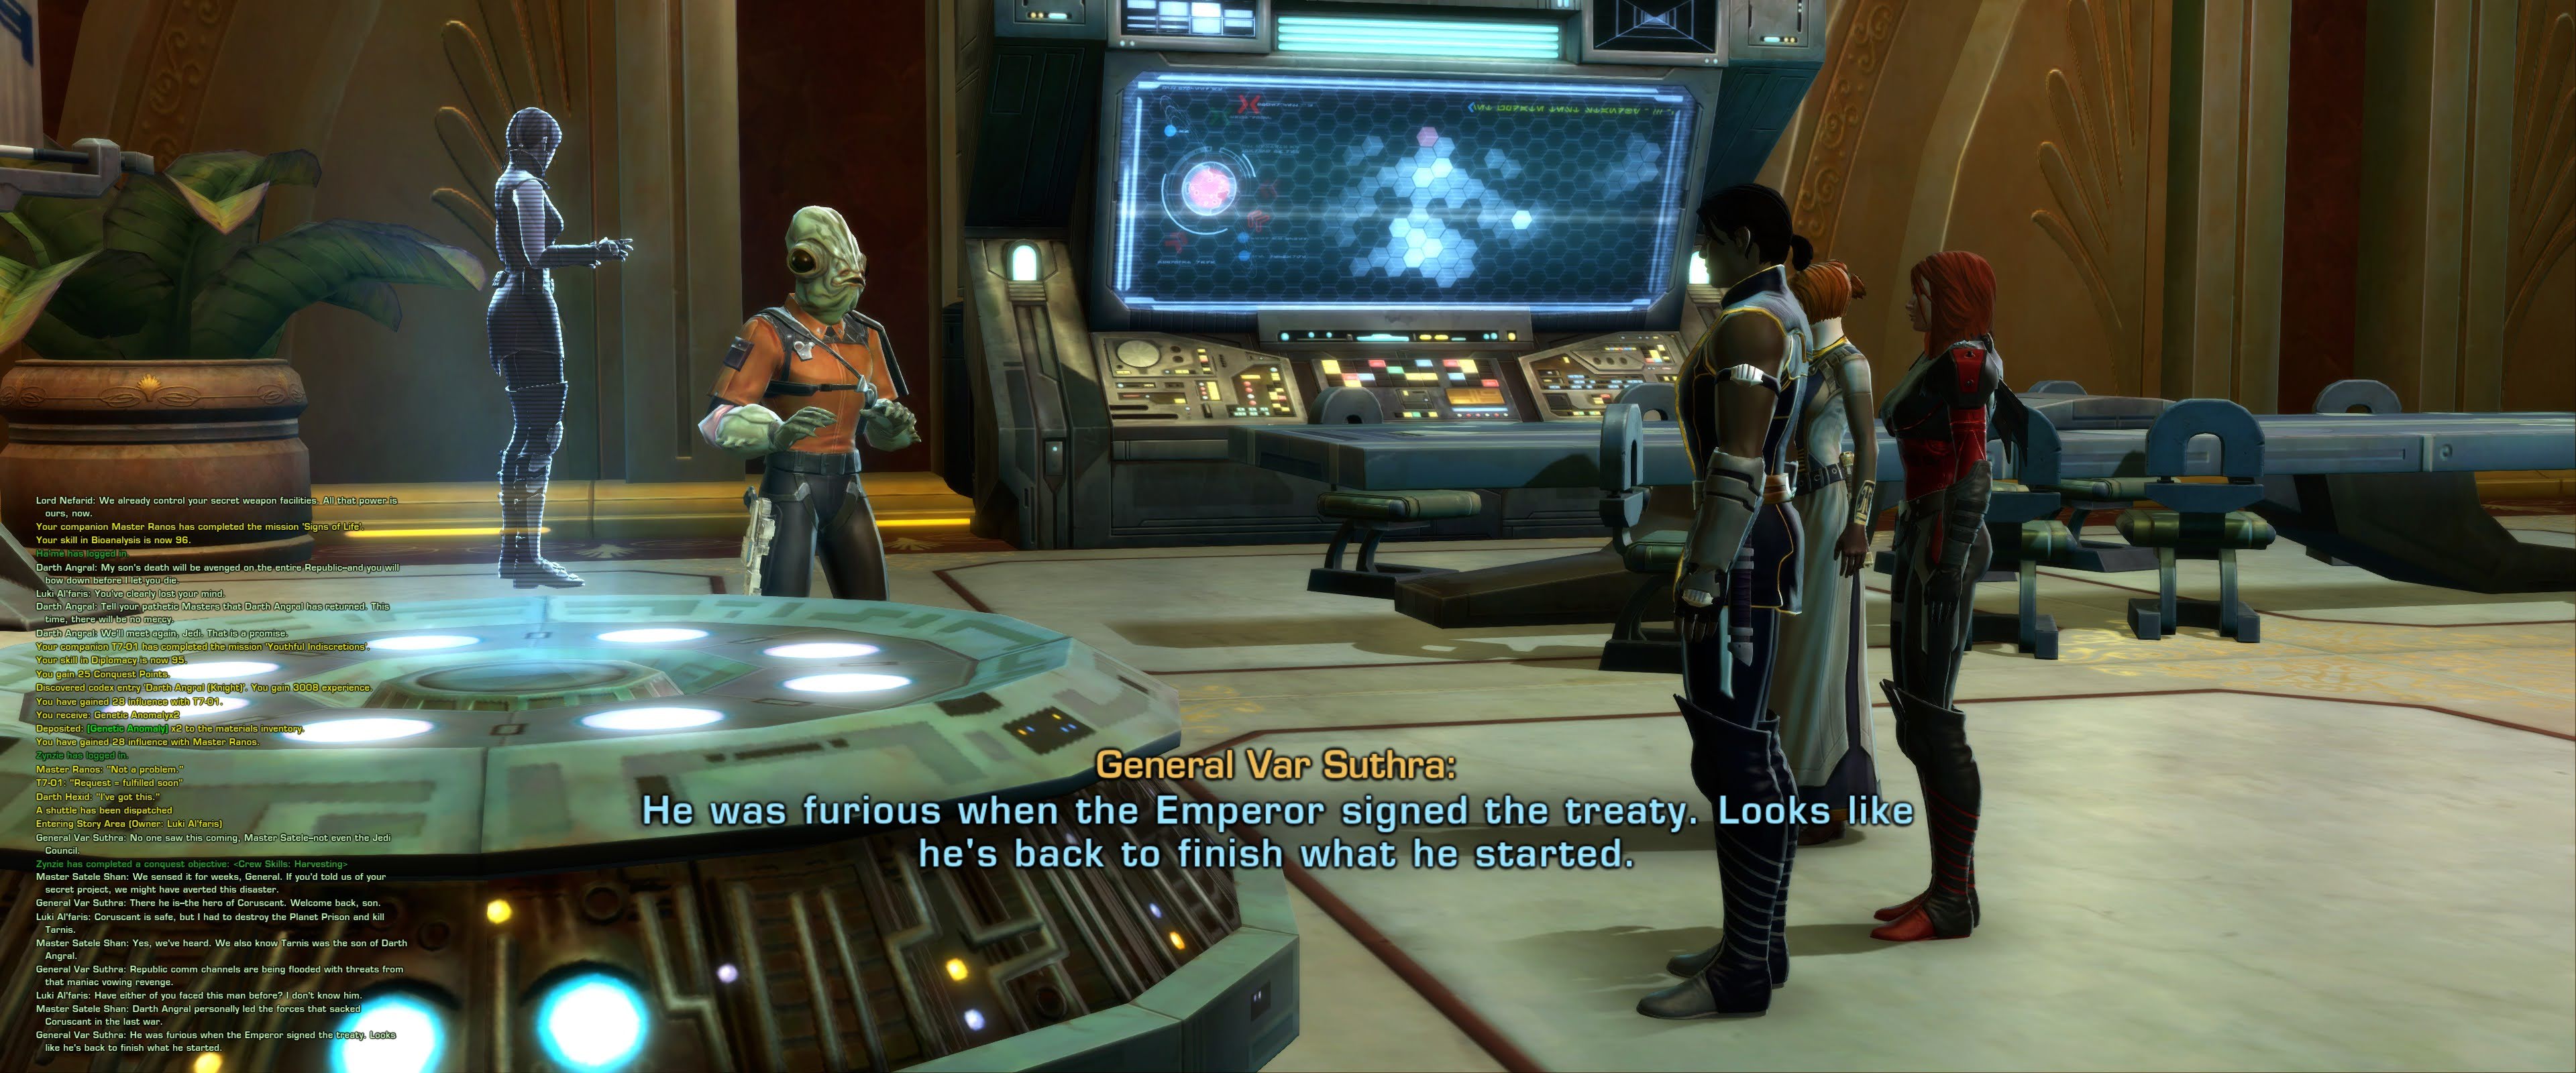 Lord Nefarid: We already control your secret weapon facilities. All that power is
ours, now.
Your companion Master Ranos has completed the mission 'Signs of Life'.
Your skill in Bioanalysis is now 96.
has logged in.
Darth Angral: My son's death will be avenged on the entire Republic–and you will
bow down before I let you die.
Luki Al'faris: You've clearly lost your mind.
Darth Angral: Tell your pathetic Masters that Darth Angral has returned. This
time, there will be no mercy.
Darth Angral: We'll meet again, Jedi. That is a promise.
Your companion T7-01 has completed the mission 'Youthful Indiscretions'.
Your skill in Diplomacy is now 95.
You gain 25 Conquest Points.
Discovered codex entry 'Darth Angral (Knight)'. You gain 3008 experience.
You have gained 28 influence with T7-01.
You receive: Genetic Anomalyx2
Deposited: [Genetic Anomaly] x2 to the materials inventory.
You have gained 28 influence with Master Ranos.
Zynzie has logged in.
Master Ranos: "Not a problem."
T7-01: "Request = fulfilled soon"
Darth Hexid: "I've got this."
A shuttle has been dispatched
Entering Story Area (Owner: Luki Al'faris)
General Var Suthra: No one saw this coming, Master Satele–not even the Jedi
Council.
Zynzie has completed a conquest objective: <Crew Skills: Harvesting>
Master Satele Shan: We sensed it for weeks, General. If you'd told us of your
secret project, we might have averted this disaster.
General Var Suthra: There he is–the hero of Coruscant. Welcome back, son.
Luki Al'faris: Coruscant is safe, but I had to destroy the Planet Prison and kill
Tarnis.
Master Satele Shan: Yes, we've heard. We also know Tarnis was the son of Darth
Angral.
General Var Suthra: Republic comm channels are being flooded with threats from
that maniac vowing revenge.
Luki Al'faris: Have either of you faced this man before? I don't know him.
Master Satele Shan: Darth Angral personally led the forces that sacked
Coruscant in the last war.
General Var Suthra: He was furious when the Emperor signed the treaty. Looks
like he's back to finish what he started.
General Var Suthra:
He was furious when the Emperor signed the treaty. Looks like
he's back to finish what he started.